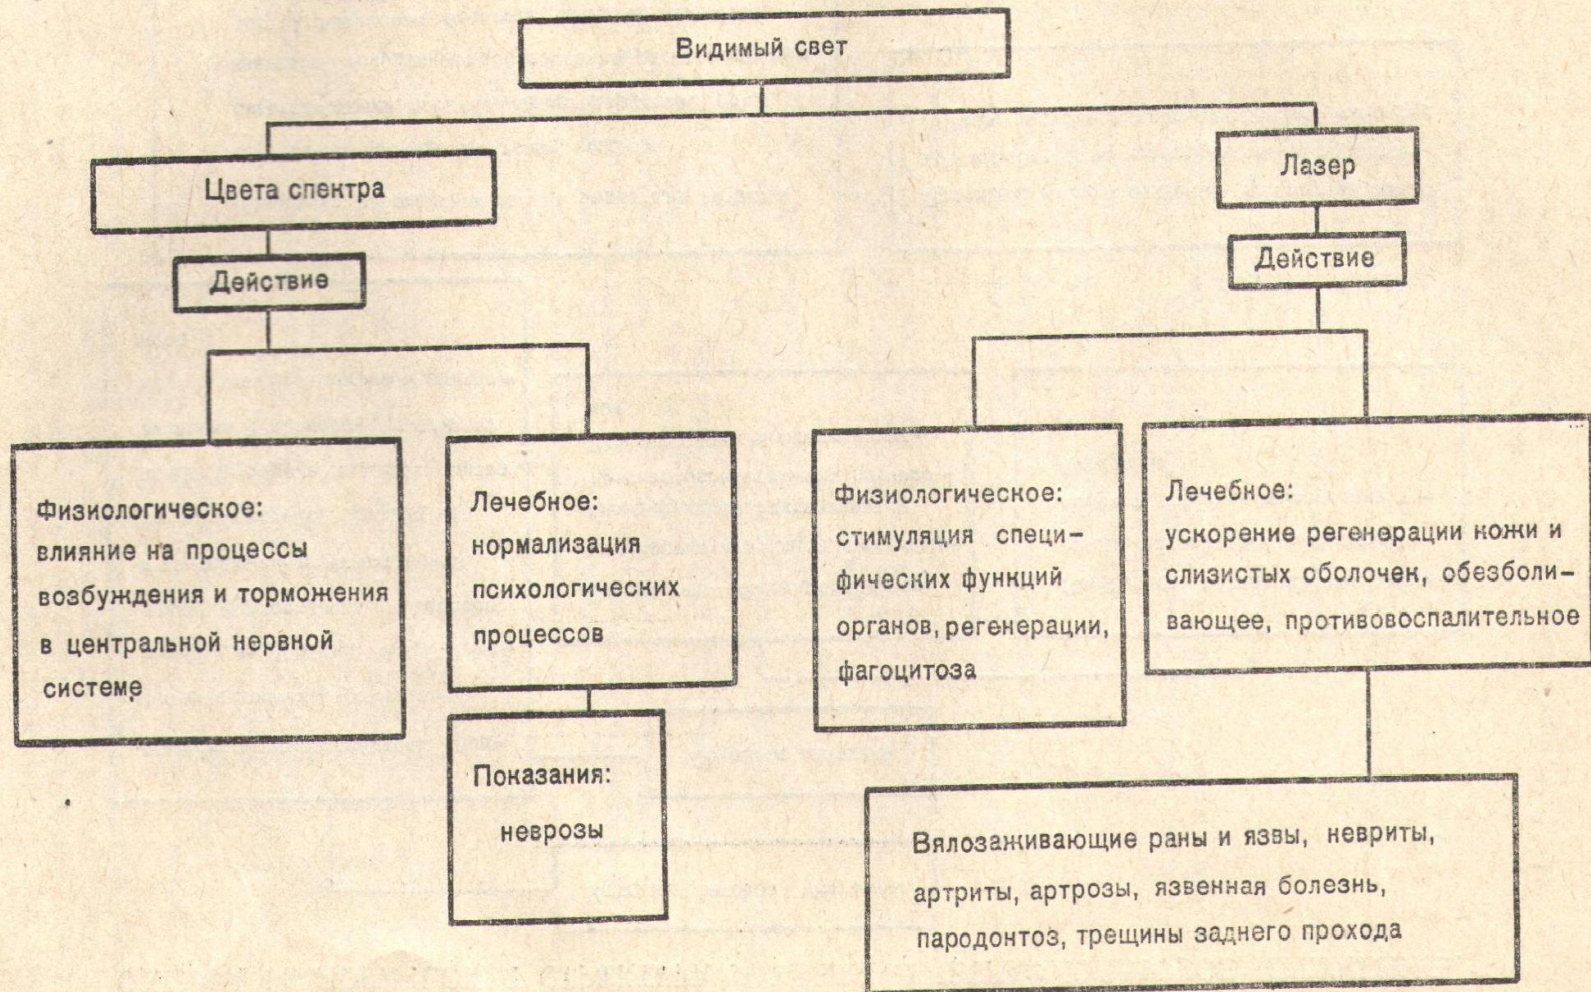 Видимый свет
Цвета спектра
Лазер
Действие
Действие
Физиологическое:
влияние на процессы
возбуждения и торможения
в центральной нервной
системе
Лечебное:
нормализация
психологических
процессов
Физиологическое:
стимуляция специ-
фических функций
органов, регенерации,
фагоцитоза
Лечебное:
ускорение регенерации кожи и
слизистых оболочек, обезболи-
вающее, противовоспалительное
Показания:
неврозы
Вялозаживающие раны и язвы, невриты,
артриты, артрозы, язвенная болезнь,
пародонтоз, трещины заднего прохода